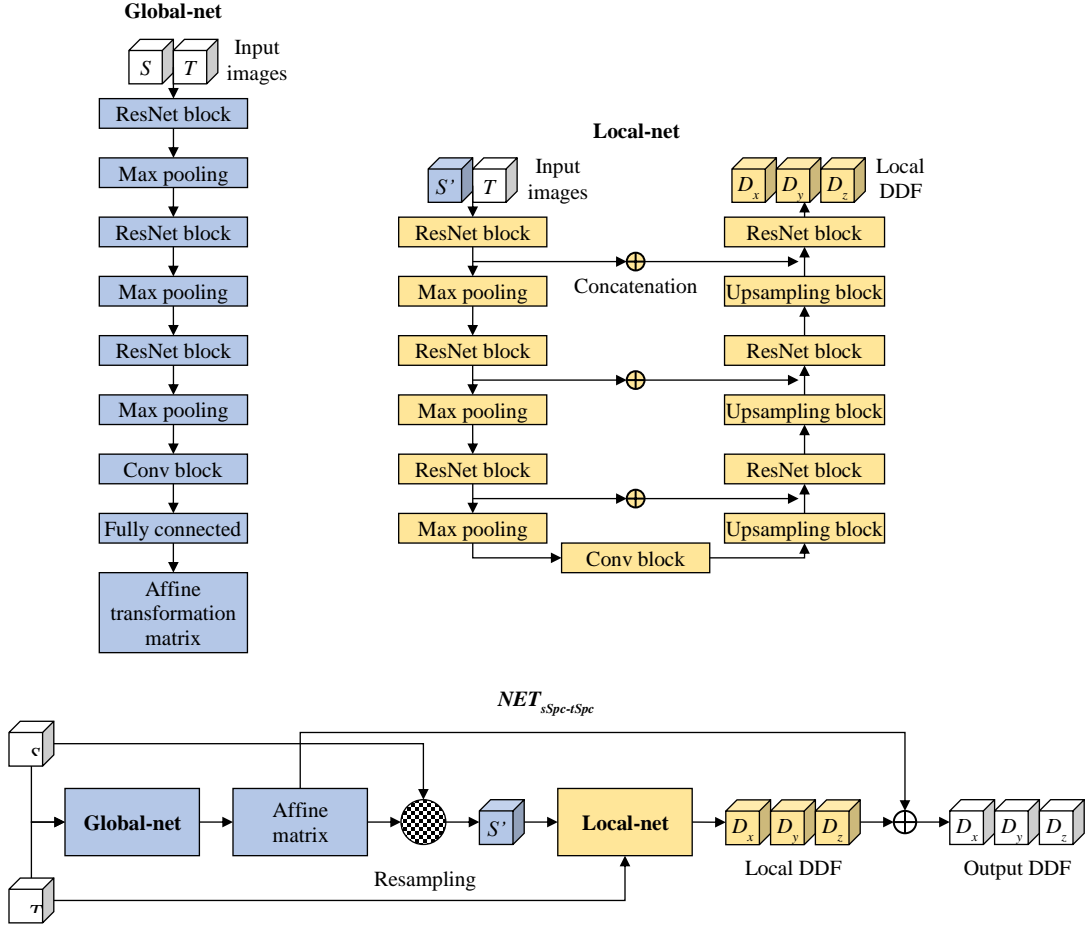 Global-net
S T
Input
images
ResNet block
Max pooling
ResNet block
Max pooling
ResNet block
Max pooling
Conv block
Fully connected
Affine
transformation
matrix
Local-net
S’ T
Input
images
ResNet block
Max pooling
ResNet block
Max pooling
ResNet block
Max pooling
Conv block
Concatenation
Dx Dy Dz
Local
DDF
ResNet block
Upsampling block
ResNet block
Upsampling block
ResNet block
Upsampling block
NETsSpc-tSpc
S
Global-net
Affine
matrix
S’
Local-net
Dx Dy Dz
Dx Dy Dz
Resampling
Local DDF
Output DDF
T